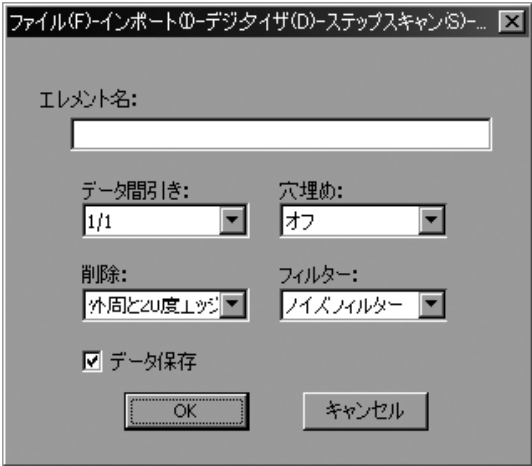 ファイル(F)-インポート(I)-デジタイザ(D)-ステップスキャン(S)-...
エレメント名:
データ間引き: 穴埋め:
1/1 オフ
削除: フィルター:
外周と20度エッジ ノイズフィルター
データ保存
OK キャンセル